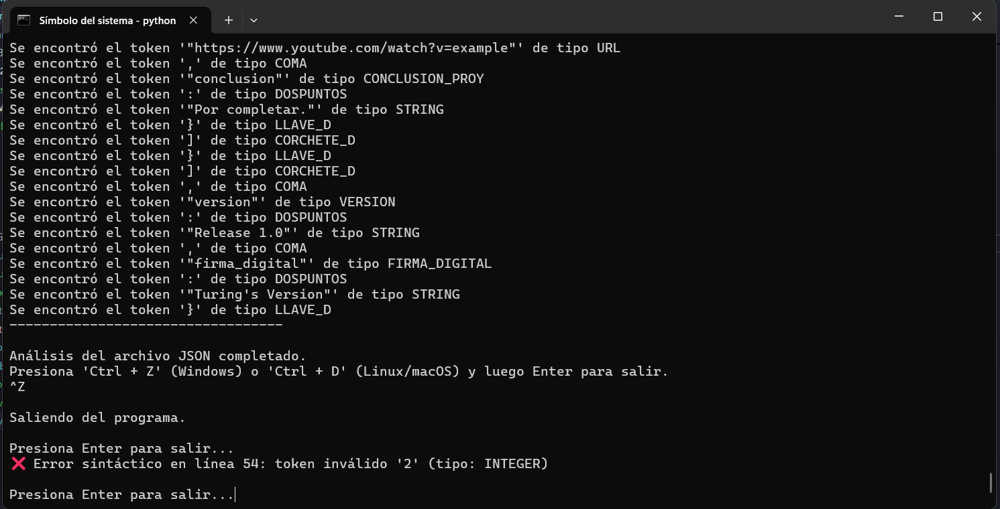 Símbolo del sistema - python
Se encontró el token '"https://www.youtube.com/watch?v=example"' de tipo URL
Se encontró el token ',' de tipo COMA
Se encontró el token '"conclusion"' de tipo CONCLUSION_PROY
Se encontró el token ':' de tipo DOSPUNTOS
Se encontró el token '"Por completar."' de tipo STRING
Se encontró el token '}' de tipo LLAVE_D
Se encontró el token ']' de tipo CORCHETE_D
Se encontró el token '}' de tipo LLAVE_D
Se encontró el token ']' de tipo CORCHETE_D
Se encontró el token ',' de tipo COMA
Se encontró el token '"version"' de tipo VERSION
Se encontró el token ':' de tipo DOSPUNTOS
Se encontró el token '"Release 1.0"' de tipo STRING
Se encontró el token ',' de tipo COMA
Se encontró el token '"firma_digital"' de tipo FIRMA_DIGITAL
Se encontró el token ':' de tipo DOSPUNTOS
Se encontró el token '"Turing's Version"' de tipo STRING
Se encontró el token '}' de tipo LLAVE_D
----------------------------------
Análisis del archivo JSON completado.
Presiona 'Ctrl + Z' (Windows) o 'Ctrl + D' (Linux/macOS) y luego Enter para salir.
^Z
Saliendo del programa.
Presiona Enter para salir...
❌ Error sintáctico en línea 54: token inválido '2' (tipo: INTEGER)
Presiona Enter para salir...